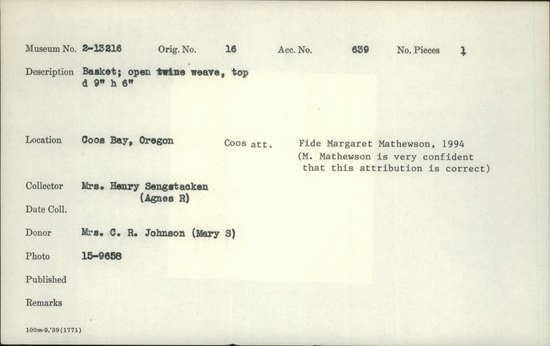 Museum No. 2-13216 Orig. No. 16 Acc. No. 639 No. Pieces 1
Description Basket; open twine weave, top
d 9" h 6"
Location Coos Bay, Oregon Coos att. Fide Margaret Mathewson, 1994
(M. Mathewson is very confident
that this attribution is correct)
Collector Mrs. Henry Sengstacken
(Agnes R)
Date Coll.
Donor Mrs. C. R. Johnson (Mary S)
Photo 15-9658
Published
Remarks
100m-9,'39(1771)